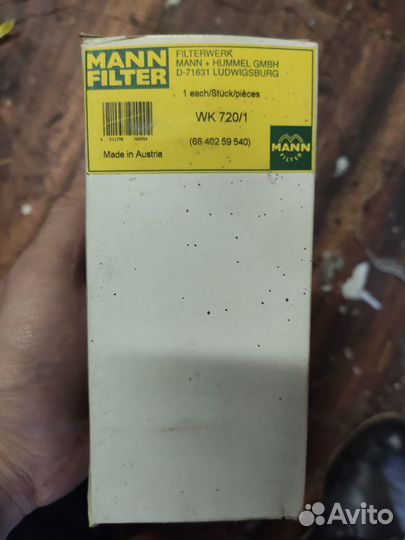 MANN
FILTER
FILTERWERK
MANN + HUMMEL GMBH
D-71631 LUDWIGSBURG
1 each/Stück/pièces
WK 720/1
(66 402 59 540)
Made in Austria
MANN
FILTER
Avito